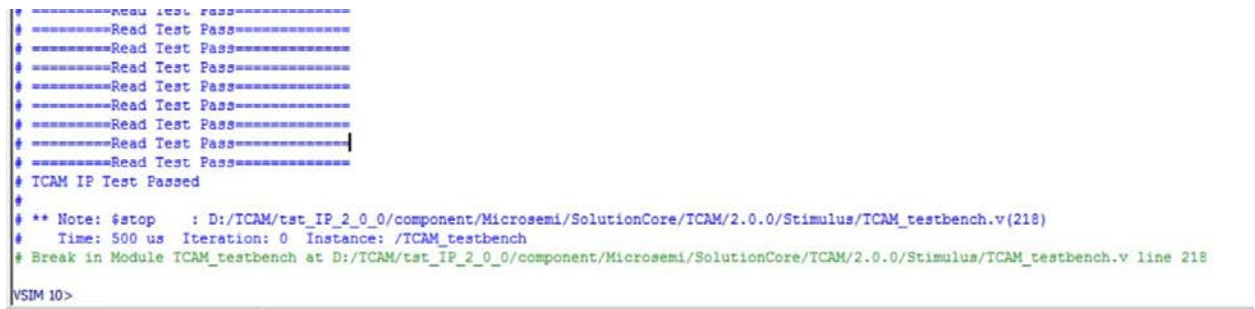 # =========Read Test Pass=============
# =========Read Test Pass=============
# =========Read Test Pass=============
# =========Read Test Pass=============
# =========Read Test Pass=============
# =========Read Test Pass=============
# =========Read Test Pass=============
# =========Read Test Pass=============
# =========Read Test Pass=============
# TCAM IP Test Passed
#
# ** Note: $stop    : D:/TCAM/tst_IP_2_0_0/component/Microsemi/SolutionCore/TCAM/2.0.0/Stimulus/TCAM_testbench.v(218)
#    Time: 500 us  Iteration: 0  Instance: /TCAM_testbench
# Break in Module TCAM_testbench at D:/TCAM/tst_IP_2_0_0/component/Microsemi/SolutionCore/TCAM/2.0.0/Stimulus/TCAM_testbench.v line 218
VSIM 10>